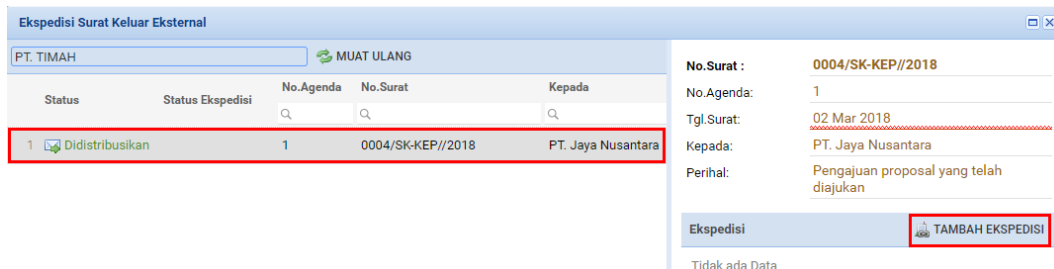 Ekspedisi Surat Keluar Eksternal
PT. TIMAH
MUAT ULANG
Status
Status Ekspedisi
No.Agenda
No.Surat
Kepada
1 Didistribusikan 1 0004/SK-KEP//2018 PT. Jaya Nusantara
No.Surat : 0004/SK-KEP//2018
No.Agenda: 1
Tgl.Surat: 02 Mar 2018
Kepada: PT. Jaya Nusantara
Perihal: Pengajuan proposal yang telah
diajukan
Ekspedisi
TAMBAH EKSPEDISI
Tidak ada Data